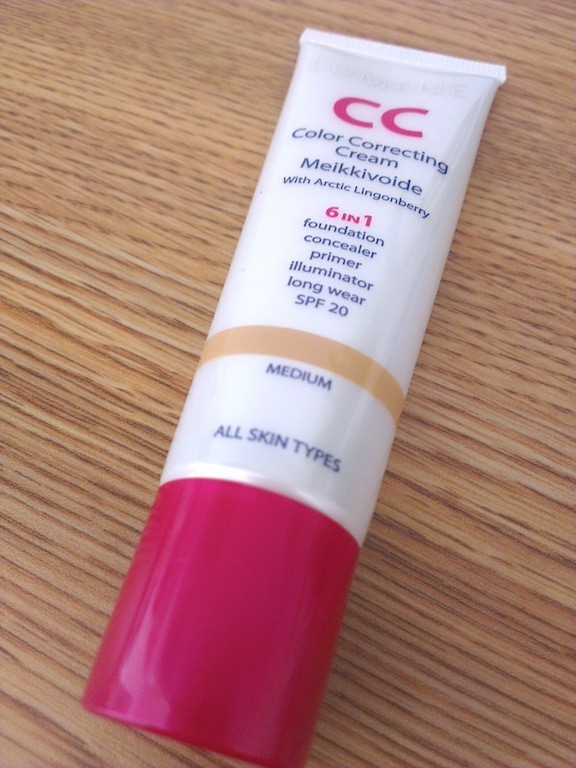 LUMENE
CC
Color Correcting
Cream
Meikkivoide
With Arctic Lingonberry
6 IN 1
foundation
concealer
primer
illuminator
long wear
SPF 20
MEDIUM
ALL SKIN TYPES